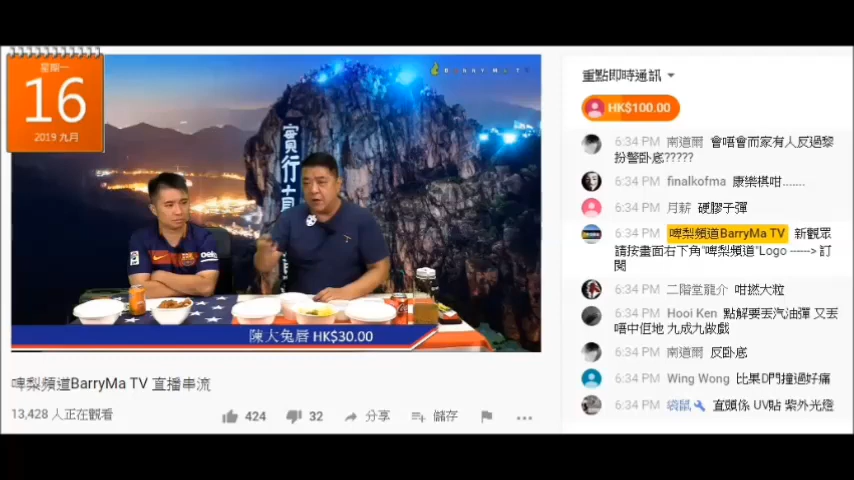 星期一
16
2019 九月
BARRYMA TV
實行真
陳大兔唇 HK$30.00
啤梨頻道BarryMa TV 直播串流
13,428 人正在觀看
424
32
分享
儲存
重點即時通訊
HK$100.00
6:34 PM 南道爾 會唔會而家有人反過黎
扮警卧底?????
6:34 PM finalkofma 康樂棋咁.......
6:34 PM 月薪 硬膠子彈
6:34 PM 啤梨頻道BarryMa TV 新觀眾
請按畫面右下角"啤梨頻道"Logo -----> 訂
閱
6:34 PM 二階堂龍介 咁撚大粒
6:34 PM Hooi Ken 點解要丟汽油彈 又丟
唔中佢地 九成九做戲
6:34 PM 南道爾 反卧底
6:34 PM Wing Wong 比果D門撞過好痛
6:34 PM 袋鼠 直頭係 UV貼 紫外光燈